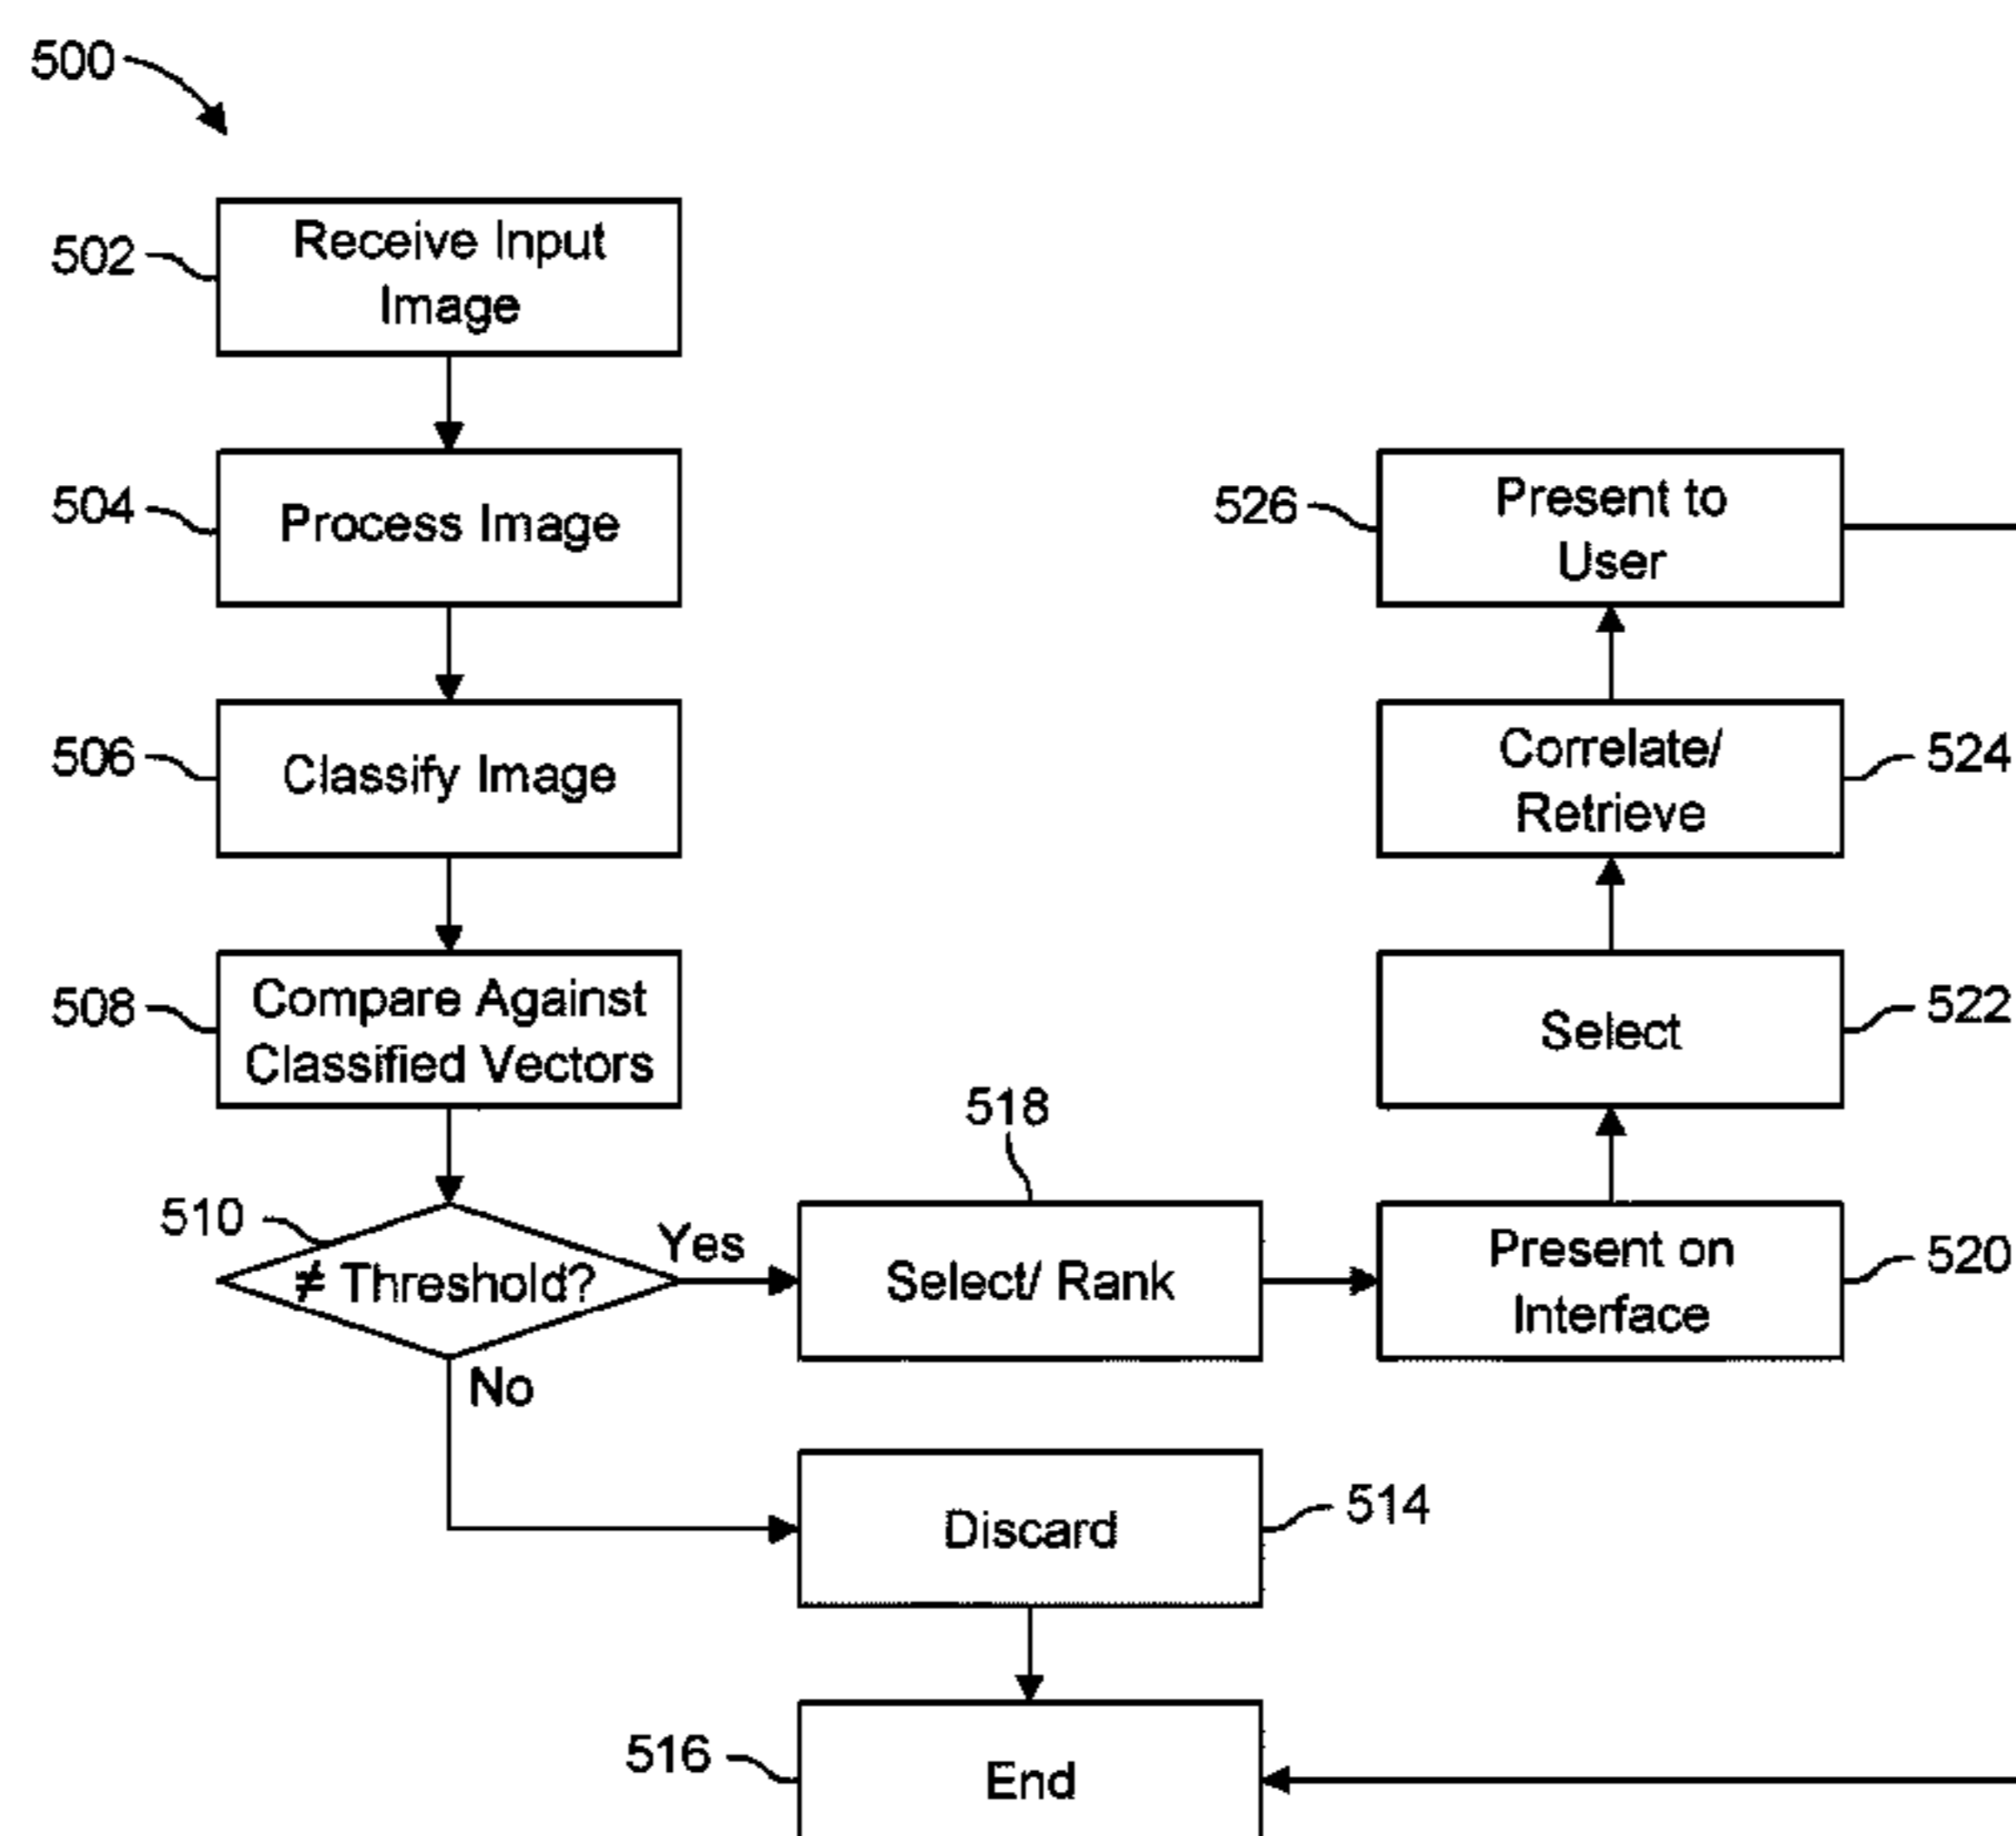 500
502
Receive Input
Image
504
Process Image
506
Classify Image
508
Compare Against
Classified Vectors
510
≠ Threshold?
Yes
No
518
Select/ Rank
514
Discard
516
End
526
Present to
User
524
Correlate/
Retrieve
522
Select
520
Present on
Interface